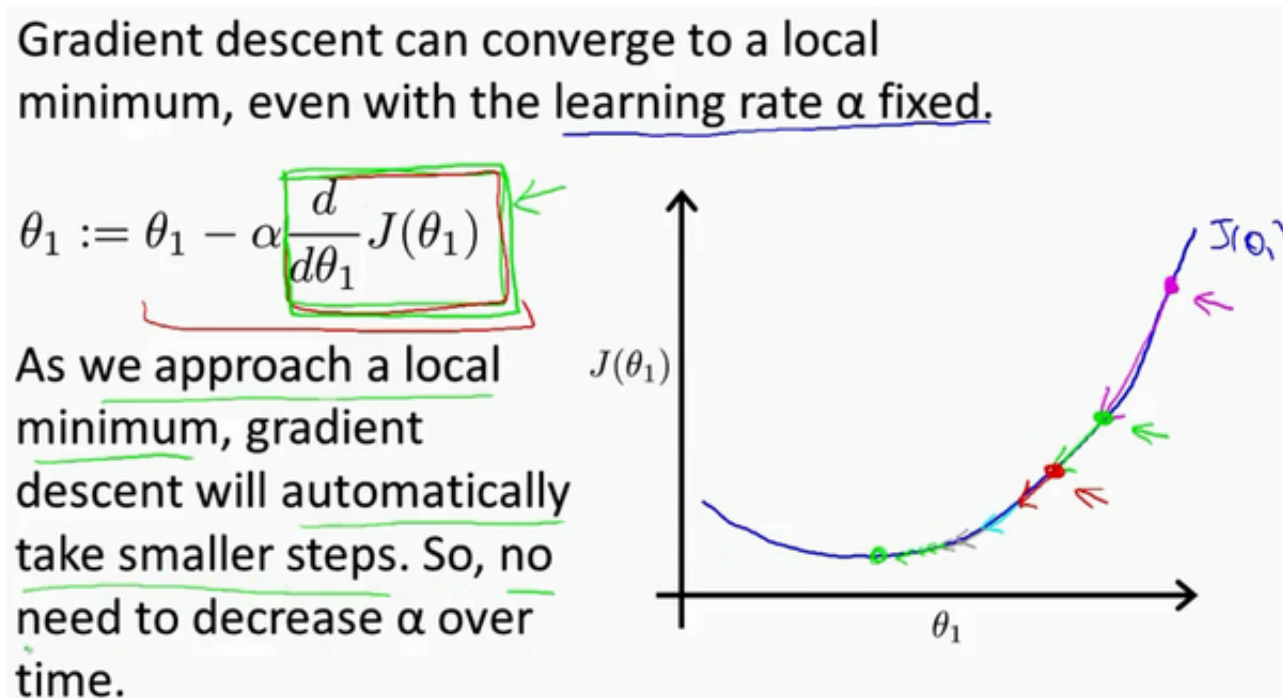 Gradient descent can converge to a local
minimum, even with the learning rate α fixed.
θ₁ := θ₁ − α d/dθ₁ J(θ₁)
As we approach a local
minimum, gradient
descent will automatically
take smaller steps. So, no
need to decrease α over
time.
J(θ₁)
J(θ₁)
θ₁